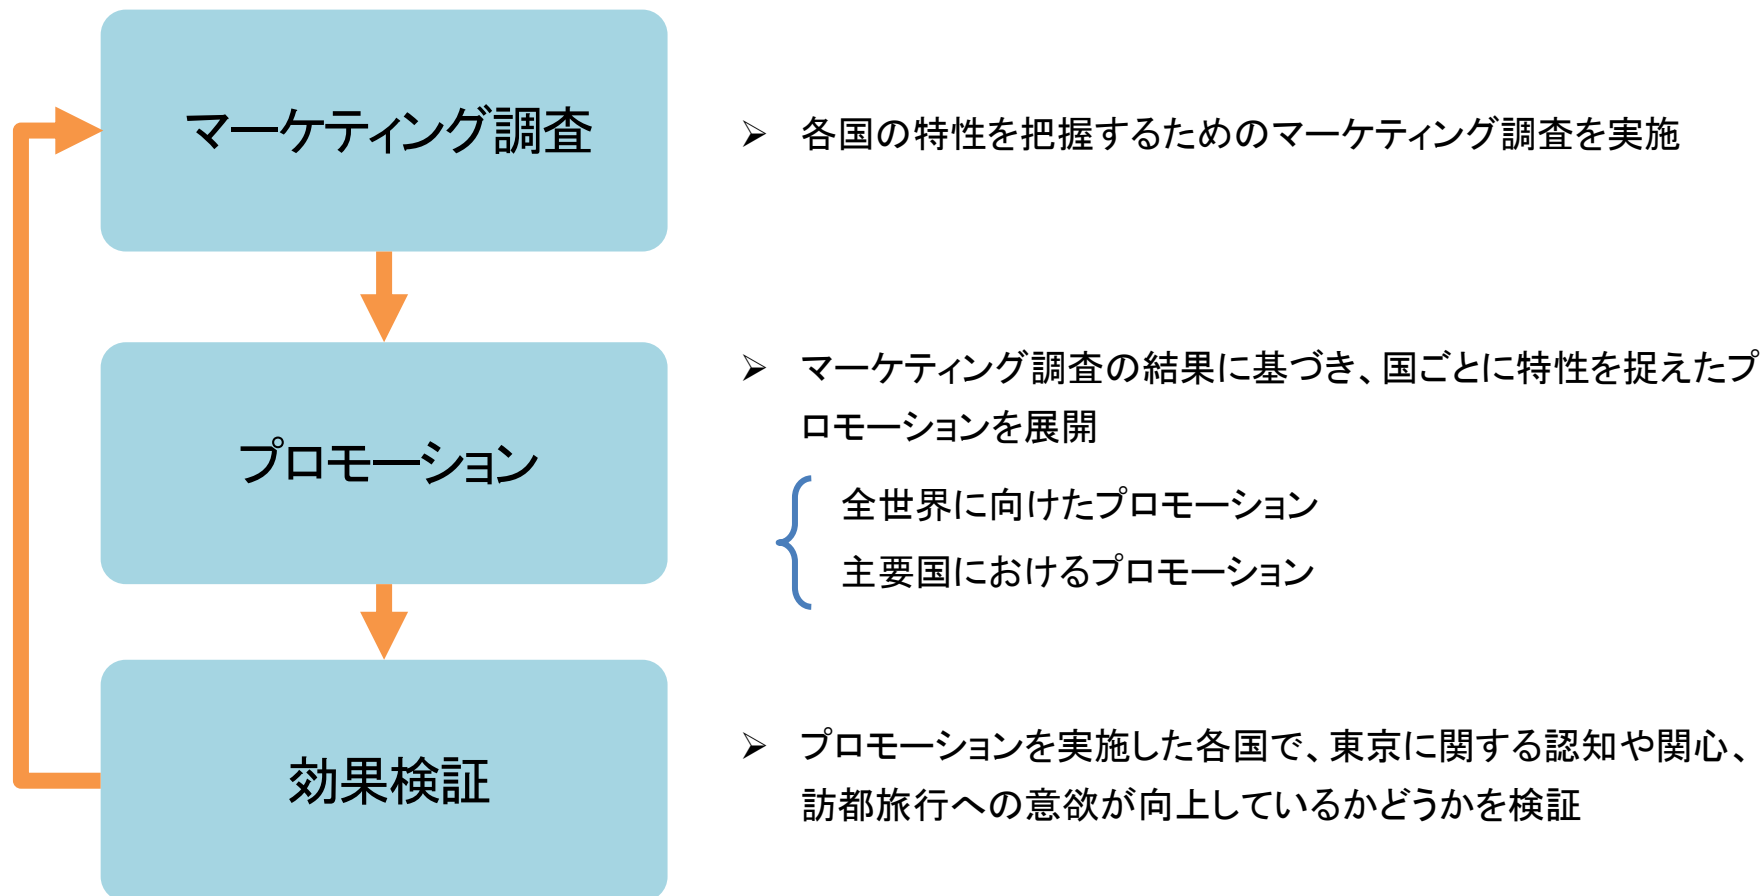 マーケティング調査
➢ 各国の特性を把握するためのマーケティング調査を実施
プロモーション
➢ マーケティング調査の結果に基づき、国ごとに特性を捉えたプ
ロモーションを展開
全世界に向けたプロモーション
主要国におけるプロモーション
効果検証
➢ プロモーションを実施した各国で、東京に関する認知や関心、
訪都旅行への意欲が向上しているかどうかを検証